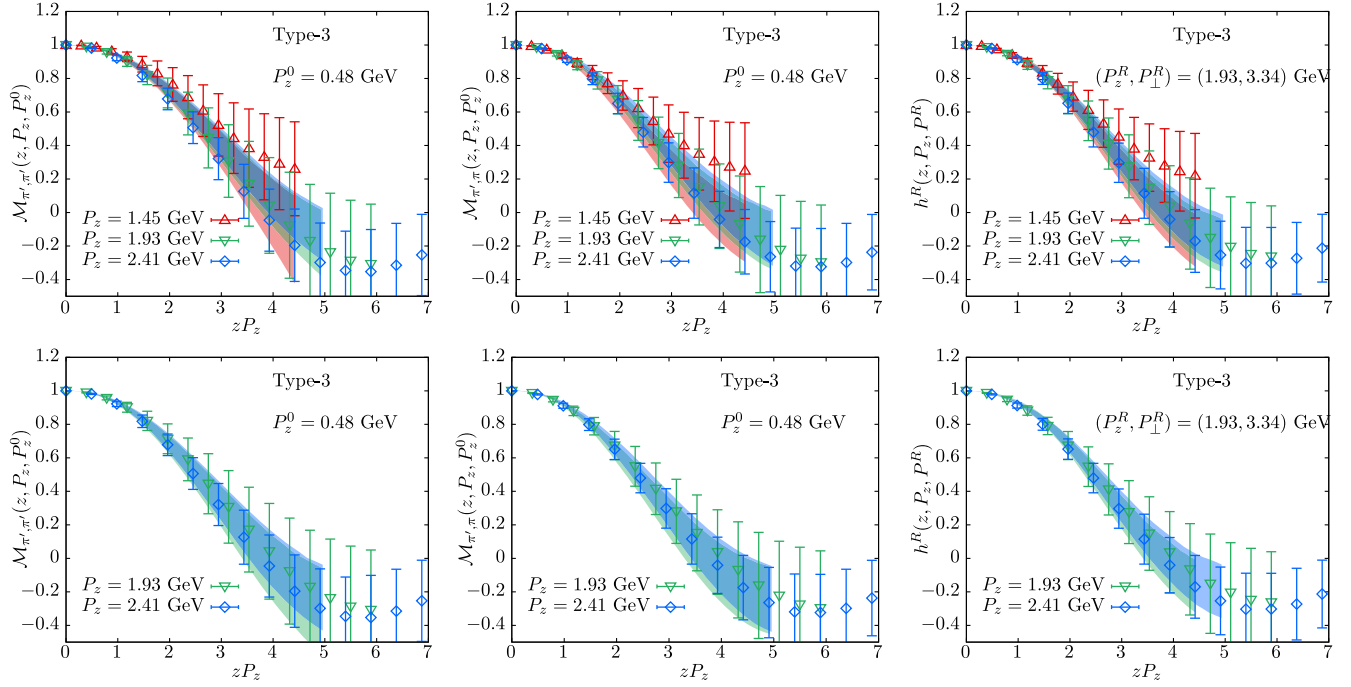 Type-3
P_z^0 = 0.48 GeV
M_{π′,π′}(z, P_z, P_z^0)
P_z = 1.45 GeV
P_z = 1.93 GeV
P_z = 2.41 GeV
1.2
1
0.8
0.6
0.4
0.2
0
−0.2
−0.4
0 1 2 3 4 5 6 7
zP_z
Type-3
P_z^0 = 0.48 GeV
M_{π′,π}(z, P_z, P_z^0)
P_z = 1.45 GeV
P_z = 1.93 GeV
P_z = 2.41 GeV
1.2
1
0.8
0.6
0.4
0.2
0
−0.2
−0.4
0 1 2 3 4 5 6 7
zP_z
Type-3
(P_z^R, P_⊥^R) = (1.93, 3.34) GeV
h^R(z, P_z, P^R)
P_z = 1.45 GeV
P_z = 1.93 GeV
P_z = 2.41 GeV
1.2
1
0.8
0.6
0.4
0.2
0
−0.2
−0.4
0 1 2 3 4 5 6 7
zP_z
Type-3
P_z^0 = 0.48 GeV
M_{π′,π′}(z, P_z, P_z^0)
P_z = 1.93 GeV
P_z = 2.41 GeV
1.2
1
0.8
0.6
0.4
0.2
0
−0.2
−0.4
0 1 2 3 4 5 6 7
zP_z
Type-3
P_z^0 = 0.48 GeV
M_{π′,π}(z, P_z, P_z^0)
P_z = 1.93 GeV
P_z = 2.41 GeV
1.2
1
0.8
0.6
0.4
0.2
0
−0.2
−0.4
0 1 2 3 4 5 6 7
zP_z
Type-3
(P_z^R, P_⊥^R) = (1.93, 3.34) GeV
h^R(z, P_z, P^R)
P_z = 1.93 GeV
P_z = 2.41 GeV
1.2
1
0.8
0.6
0.4
0.2
0
−0.2
−0.4
0 1 2 3 4 5 6 7
zP_z